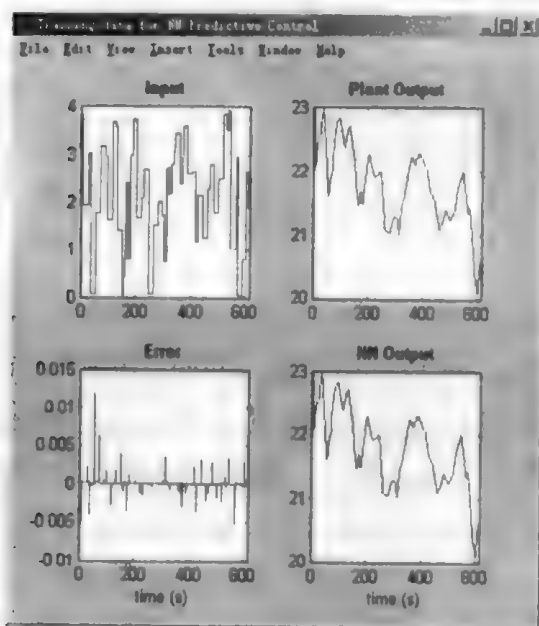 Training data for NN Predictive Control
File Edit View Insert Tools Window Help
Input
4
3
2
1
0
0 200 400 600
Plant Output
23
22
21
20
0 200 400 600
Error
0.015
0.01
0.005
0
-0.005
-0.01
0 200 400 600
time (s)
NN Output
23
22
21
20
0 200 400 600
time (s)